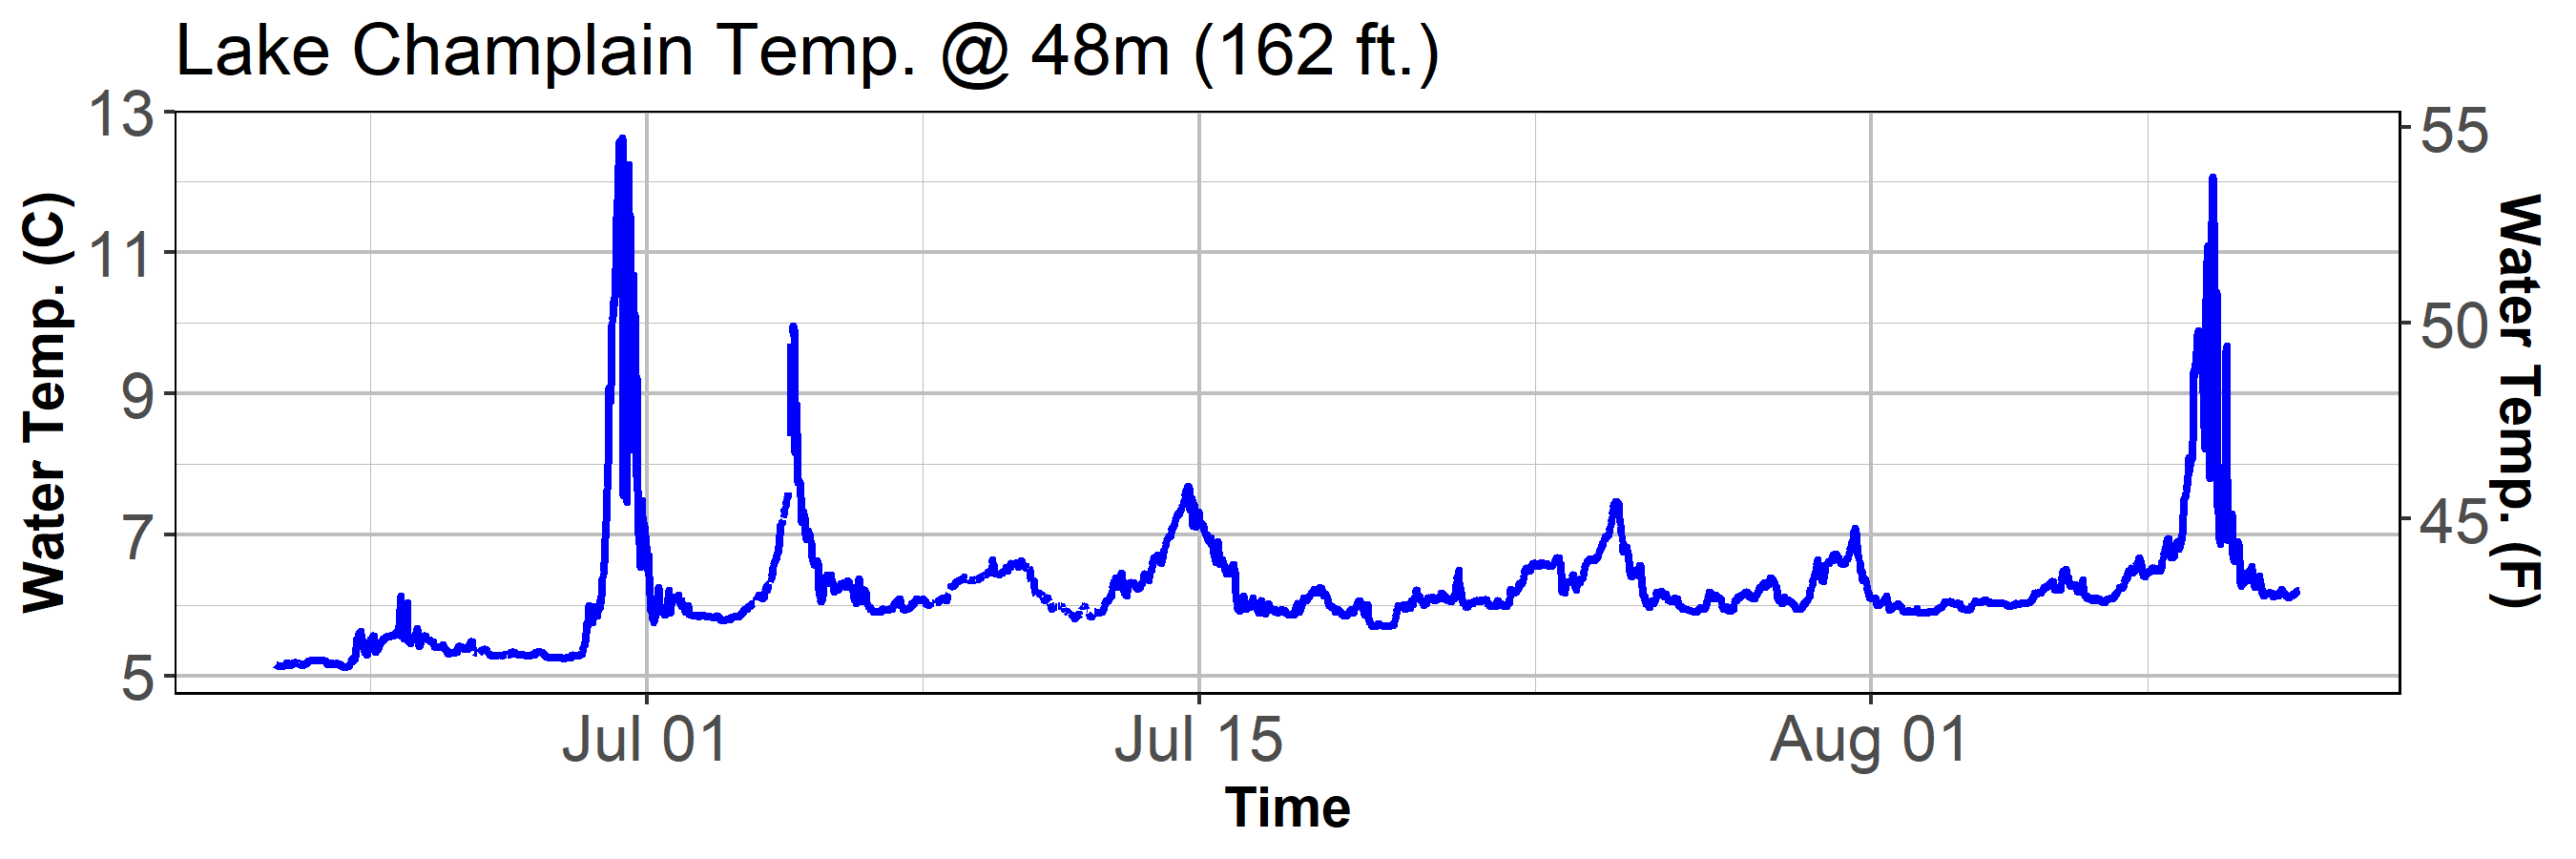 Lake Champlain Temp. @ 48m (162 ft.)
Water Temp. (C)
13
11
9
7
5
55
50
45
Water Temp. (F)
Jul 01
Jul 15
Aug 01
Time